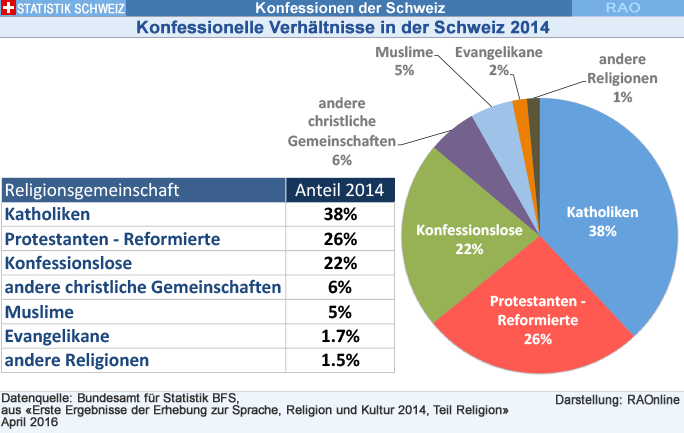 STATISTIK SCHWEIZ
Konfessionen der Schweiz
RAO
Konfessionelle Verhältnisse in der Schweiz 2014
Muslime
5%
Evangelikane
2%
andere
Religionen
1%
andere
christliche
Gemeinschaften
6%
Konfessionslose
22%
Katholiken
38%
Protestanten -
Reformierte
26%
Religionsgemeinschaft Anteil 2014
Katholiken 38%
Protestanten - Reformierte 26%
Konfessionslose 22%
andere christliche Gemeinschaften 6%
Muslime 5%
Evangelikane 1.7%
andere Religionen 1.5%
Datenquelle: Bundesamt für Statistik BFS,
aus «Erste Ergebnisse der Erhebung zur Sprache, Religion und Kultur 2014, Teil Religion»
April 2016
Darstellung: RAOnline